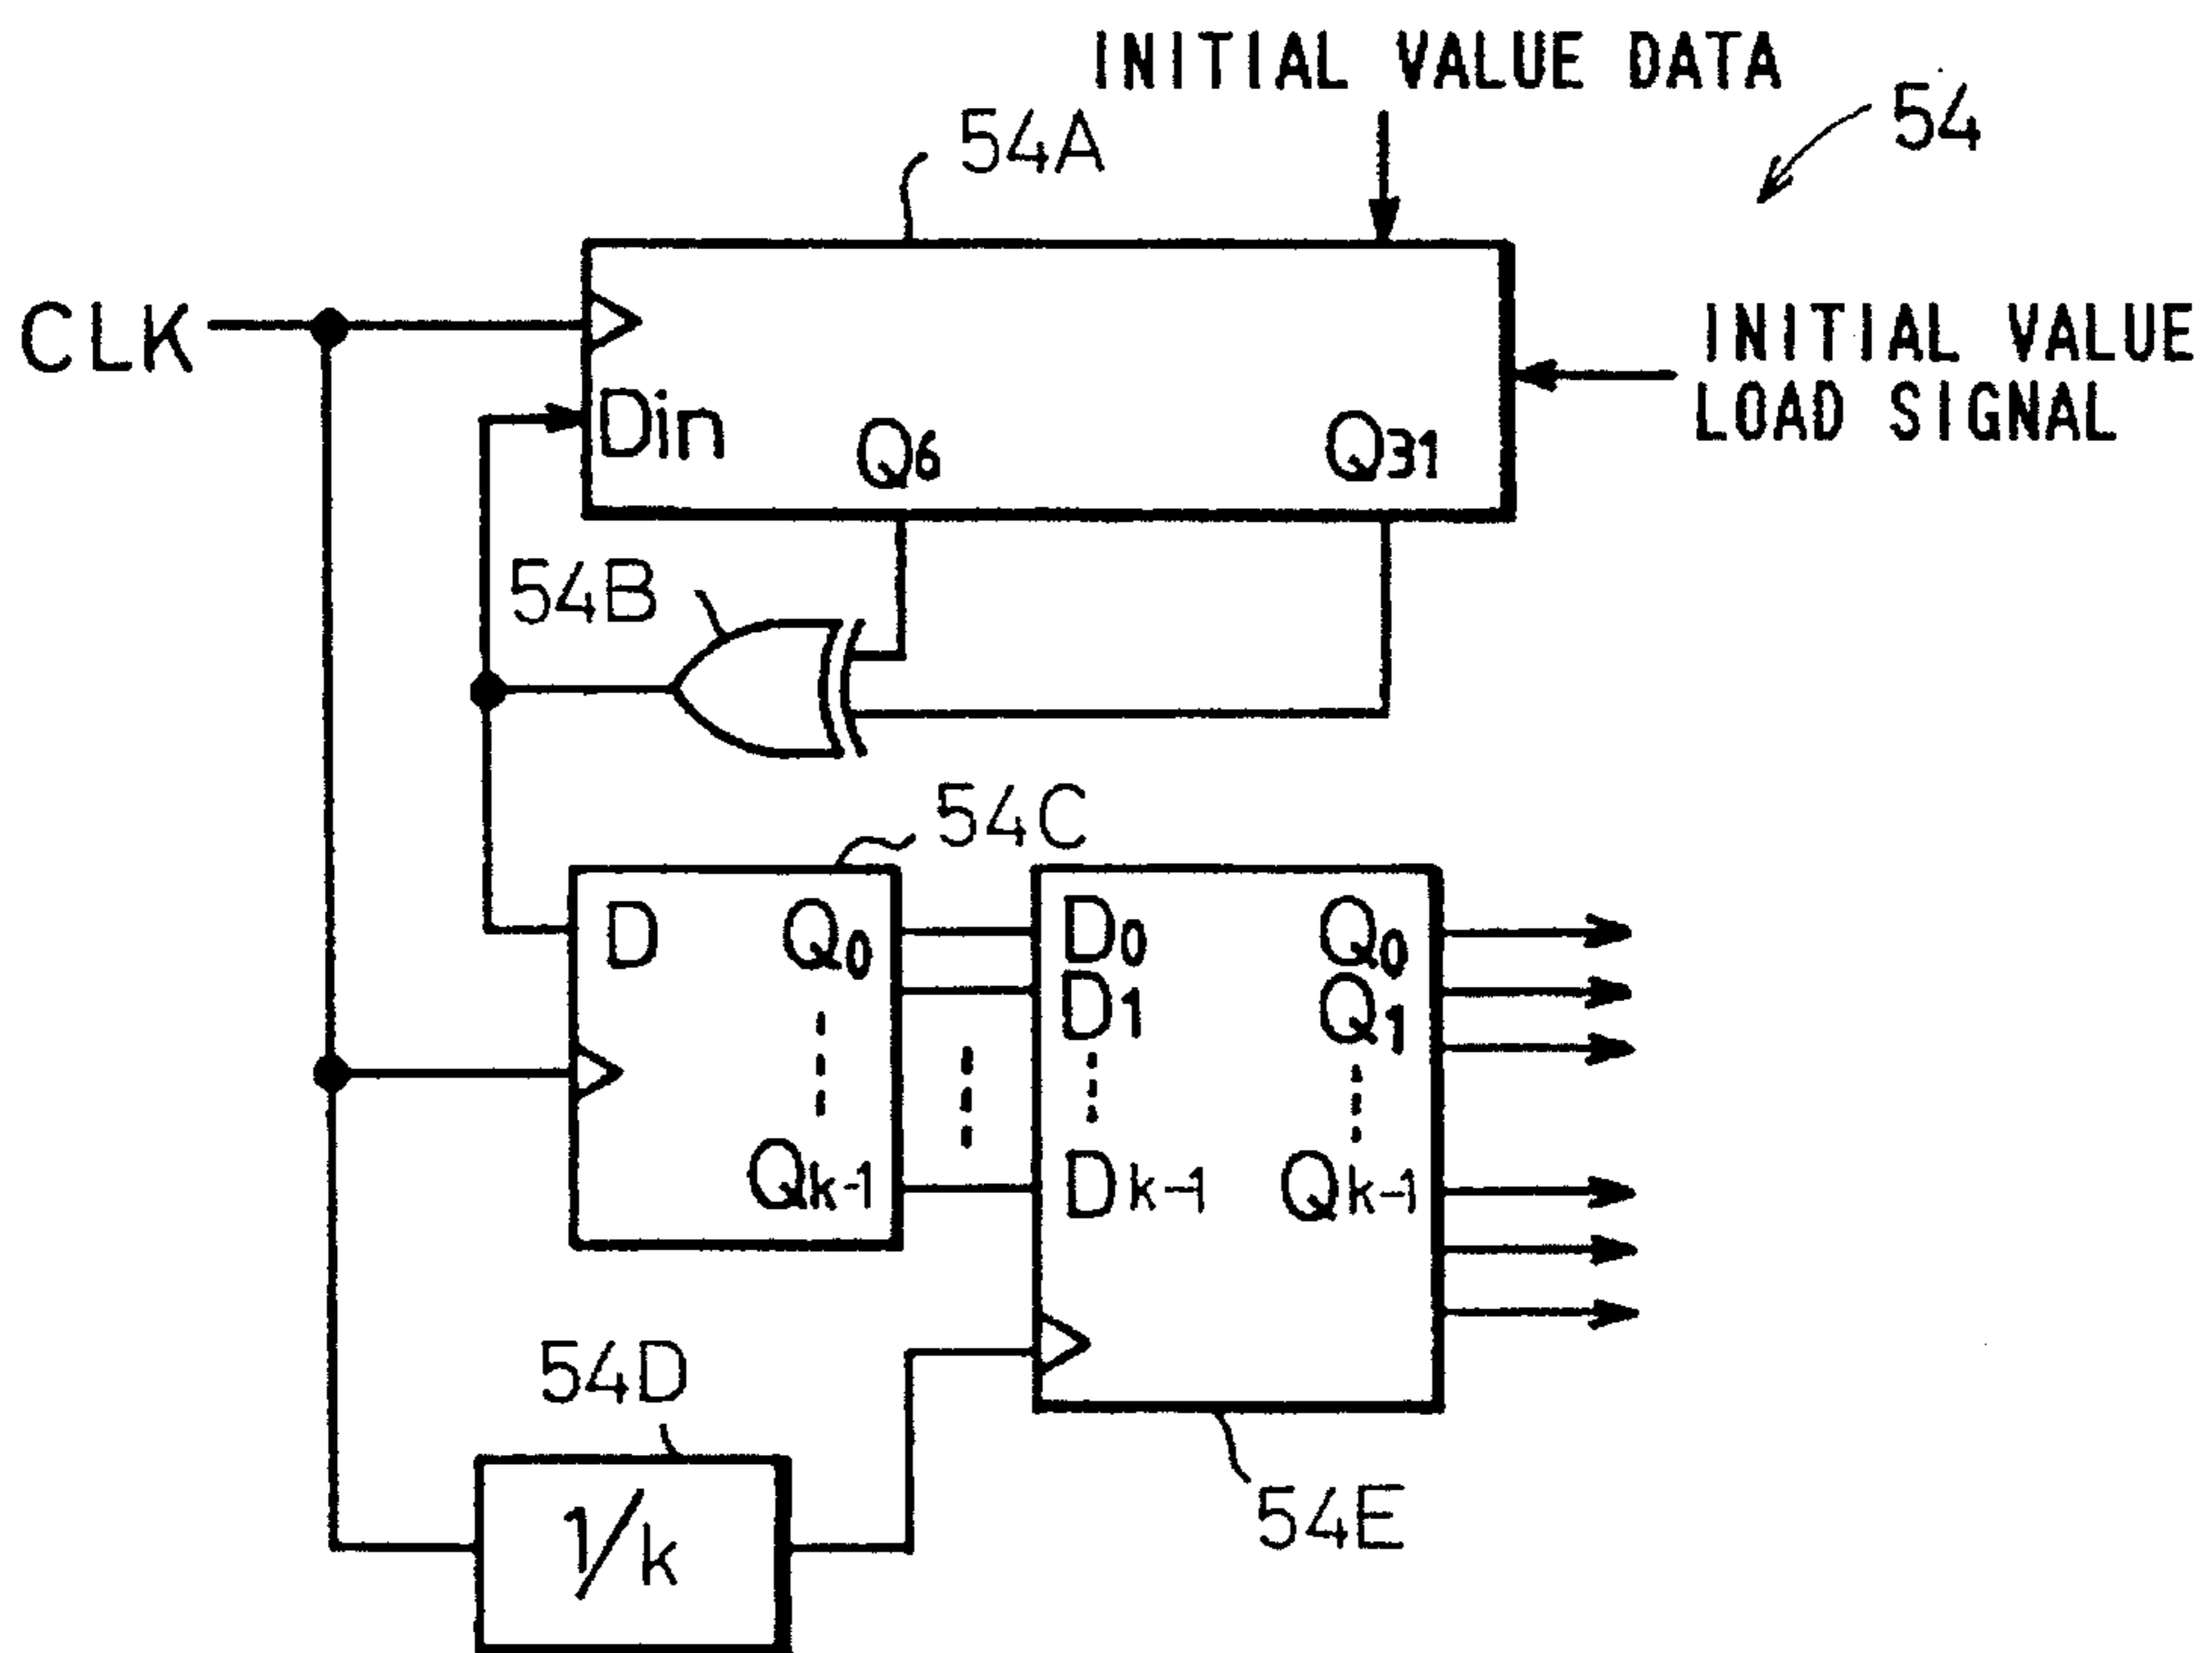 INITIAL VALUE DATA
54
54A
CLK
INITIAL VALUE
LOAD SIGNAL
Din
Q6
Q31
54B
54C
D
Q0
Qk-1
D0
D1
Dk-1
Q0
Q1
Qk-1
54D
1/k
54E